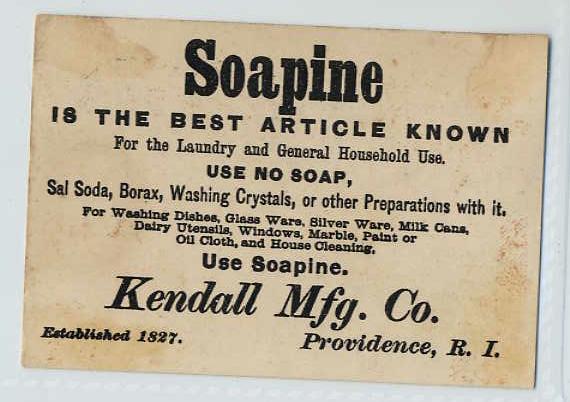 Soapine
IS THE BEST ARTICLE KNOWN
For the Laundry and General Household Use.
USE NO SOAP,
Sal Soda, Borax, Washing Crystals, or other Preparations with it.
For Washing Dishes, Glass Ware, Silver Ware, Milk Cans,
Dairy Utensils, Windows, Marble, Paint or
Oil Cloth, and House Cleaning,
Use Soapine.
Kendall Mfg. Co.
Established 1827.
Providence, R. I.